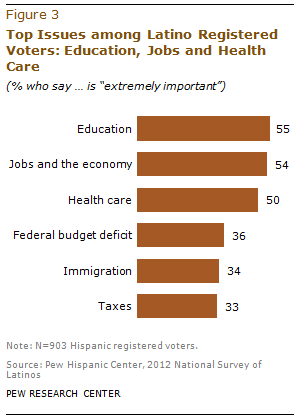 Figure 3
Top Issues among Latino Registered
Voters: Education, Jobs and Health
Care
(% who say … is “extremely important”)
Education 55
Jobs and the economy 54
Health care 50
Federal budget deficit 36
Immigration 34
Taxes 33
Note: N=903 Hispanic registered voters.
Source: Pew Hispanic Center, 2012 National Survey of
Latinos
PEW RESEARCH CENTER